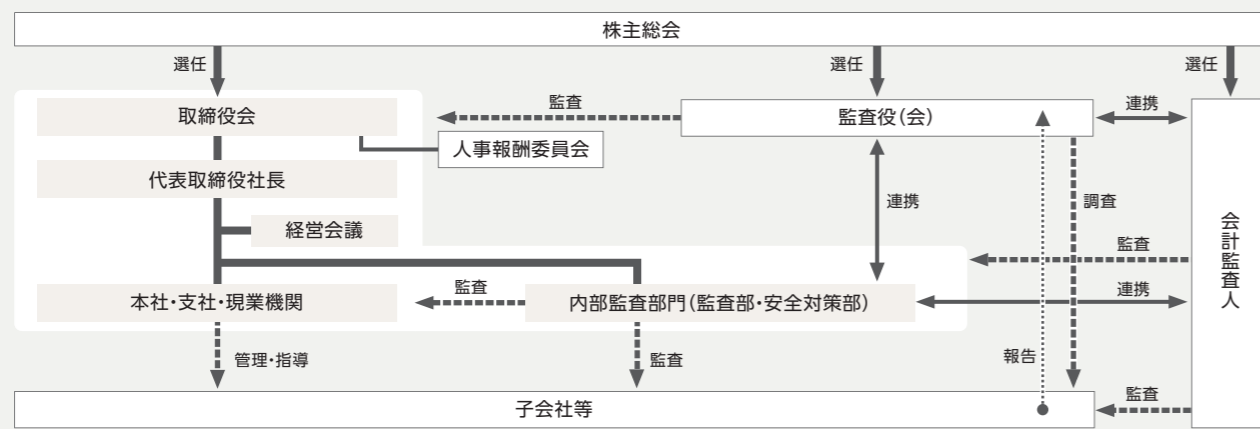 株主総会
選任
選任
選任
取締役会
監査
監査役（会）
連携
人事報酬委員会
代表取締役社長
連携
調査
経営会議
会計監査人
監査
本社・支社・現業機関
監査
内部監査部門（監査部・安全対策部）
連携
管理・指導
監査
報告
子会社等
監査